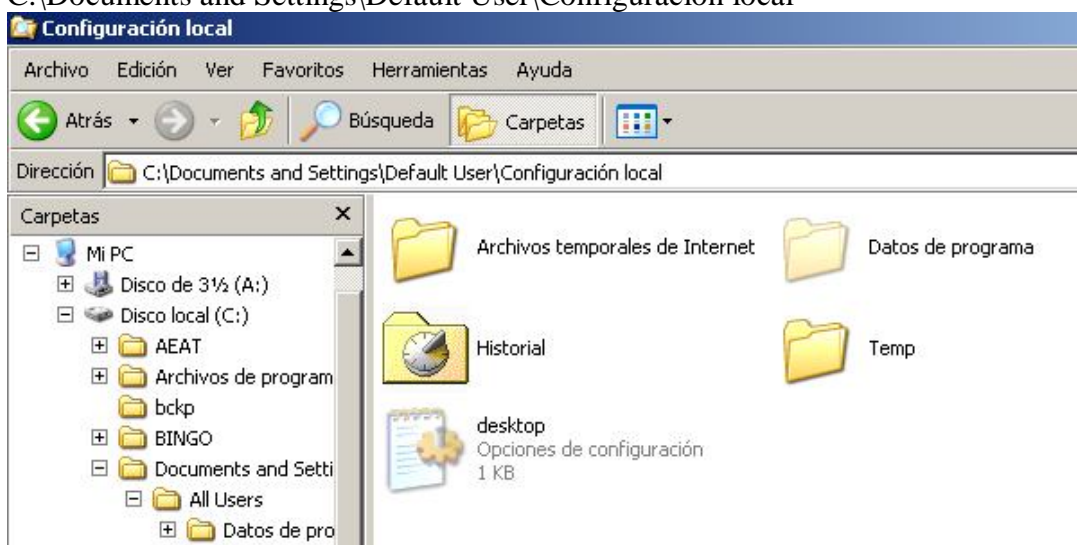 C:\Documents and Settings\Default User\Configuración local
Configuración local
Archivo Edición Ver Favoritos Herramientas Ayuda
Atrás Búsqueda Carpetas
Dirección C:\Documents and Settings\Default User\Configuración local
Carpetas
Mi PC
Disco de 3½ (A:)
Disco local (C:)
AEAT
Archivos de program
bckp
BINGO
Documents and Setti
All Users
Datos de pro
Archivos temporales de Internet
Datos de programa
Historial
Temp
desktop
Opciones de configuración
1 KB